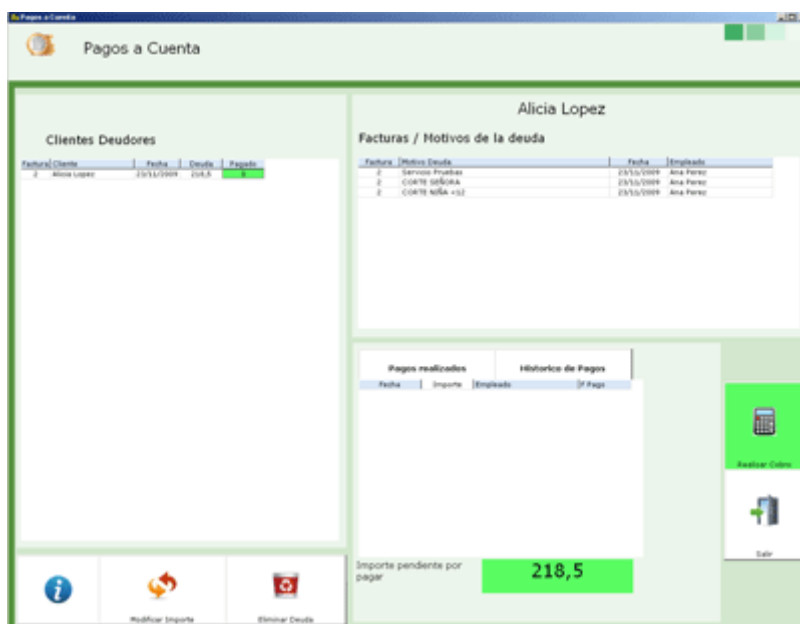 Pagos a Cuenta
Pagos a Cuenta
Alicia Lopez
Clientes Deudores
Factura Cliente Fecha Deuda Pagado
2 Alicia Lopez 23/11/2009 218,5 0
Facturas / Motivos de la deuda
Factura Motivo Deuda Fecha Empleado
2 Servicio Pruebas 23/11/2009 Ana Perez
2 CORTE SEÑORA 23/11/2009 Ana Perez
2 CORTE NIÑA <12 23/11/2009 Ana Perez
Pagos realizados Historico de Pagos
Fecha Importe Empleado F Pago
Realizar Cobro
Salir
Importe pendiente por
pagar
218,5
Modificar Importe
Eliminar Deuda